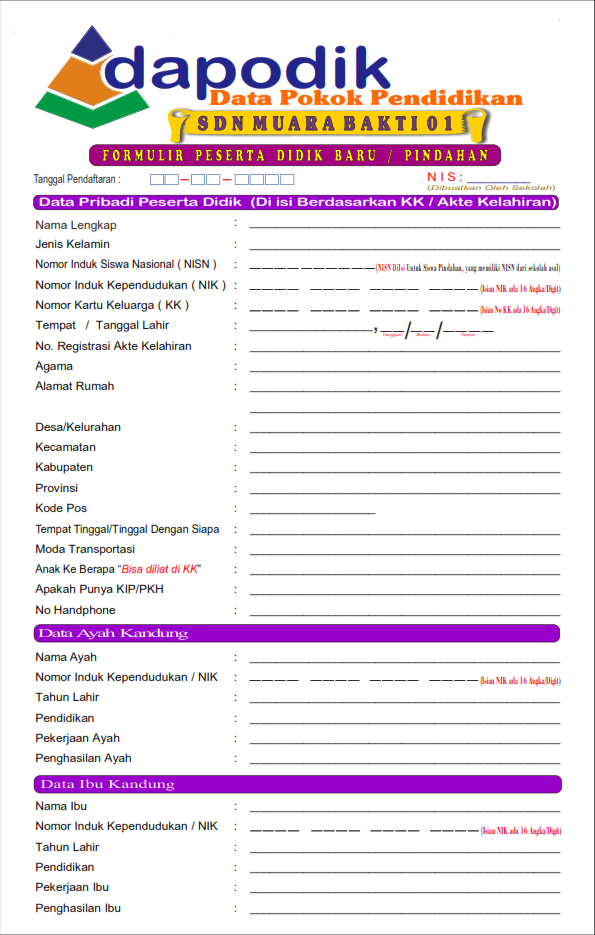 dapodik
Data Pokok Pendidikan
SDN MUARA BAKTI 01
FORMULIR PESERTA DIDIK BARU / PINDAHAN
Tanggal Pendaftaran : – –
N I S : __________
(Dibuatkan Oleh Sekolah)
Data Pribadi Peserta Didik (Di isi Berdasarkan KK / Akte Kelahiran)
Nama Lengkap :
Jenis Kelamin :
Nomor Induk Siswa Nasional ( NISN ) : (NISN DiIsi Untuk Siswa Pindahan, yang memiliki NISN dari sekolah asal)
Nomor Induk Kependudukan ( NIK ) : (Isian NIK ada 16 Angka/Digit)
Nomor Kartu Keluarga ( KK ) : (Isian No KK ada 16 Angka/Digit)
Tempat / Tanggal Lahir : , / /
Tanggal Bulan Tahun
No. Registrasi Akte Kelahiran :
Agama :
Alamat Rumah :
Desa/Kelurahan :
Kecamatan :
Kabupaten :
Provinsi :
Kode Pos :
Tempat Tinggal/Tinggal Dengan Siapa :
Moda Transportasi :
Anak Ke Berapa “Bisa diliat di KK” :
Apakah Punya KIP/PKH :
No Handphone :
Data Ayah Kandung
Nama Ayah :
Nomor Induk Kependudukan / NIK : (Isian NIK ada 16 Angka/Digit)
Tahun Lahir :
Pendidikan :
Pekerjaan Ayah :
Penghasilan Ayah :
Data Ibu Kandung
Nama Ibu :
Nomor Induk Kependudukan / NIK : (Isian NIK ada 16 Angka/Digit)
Tahun Lahir :
Pendidikan :
Pekerjaan Ibu :
Penghasilan Ibu :